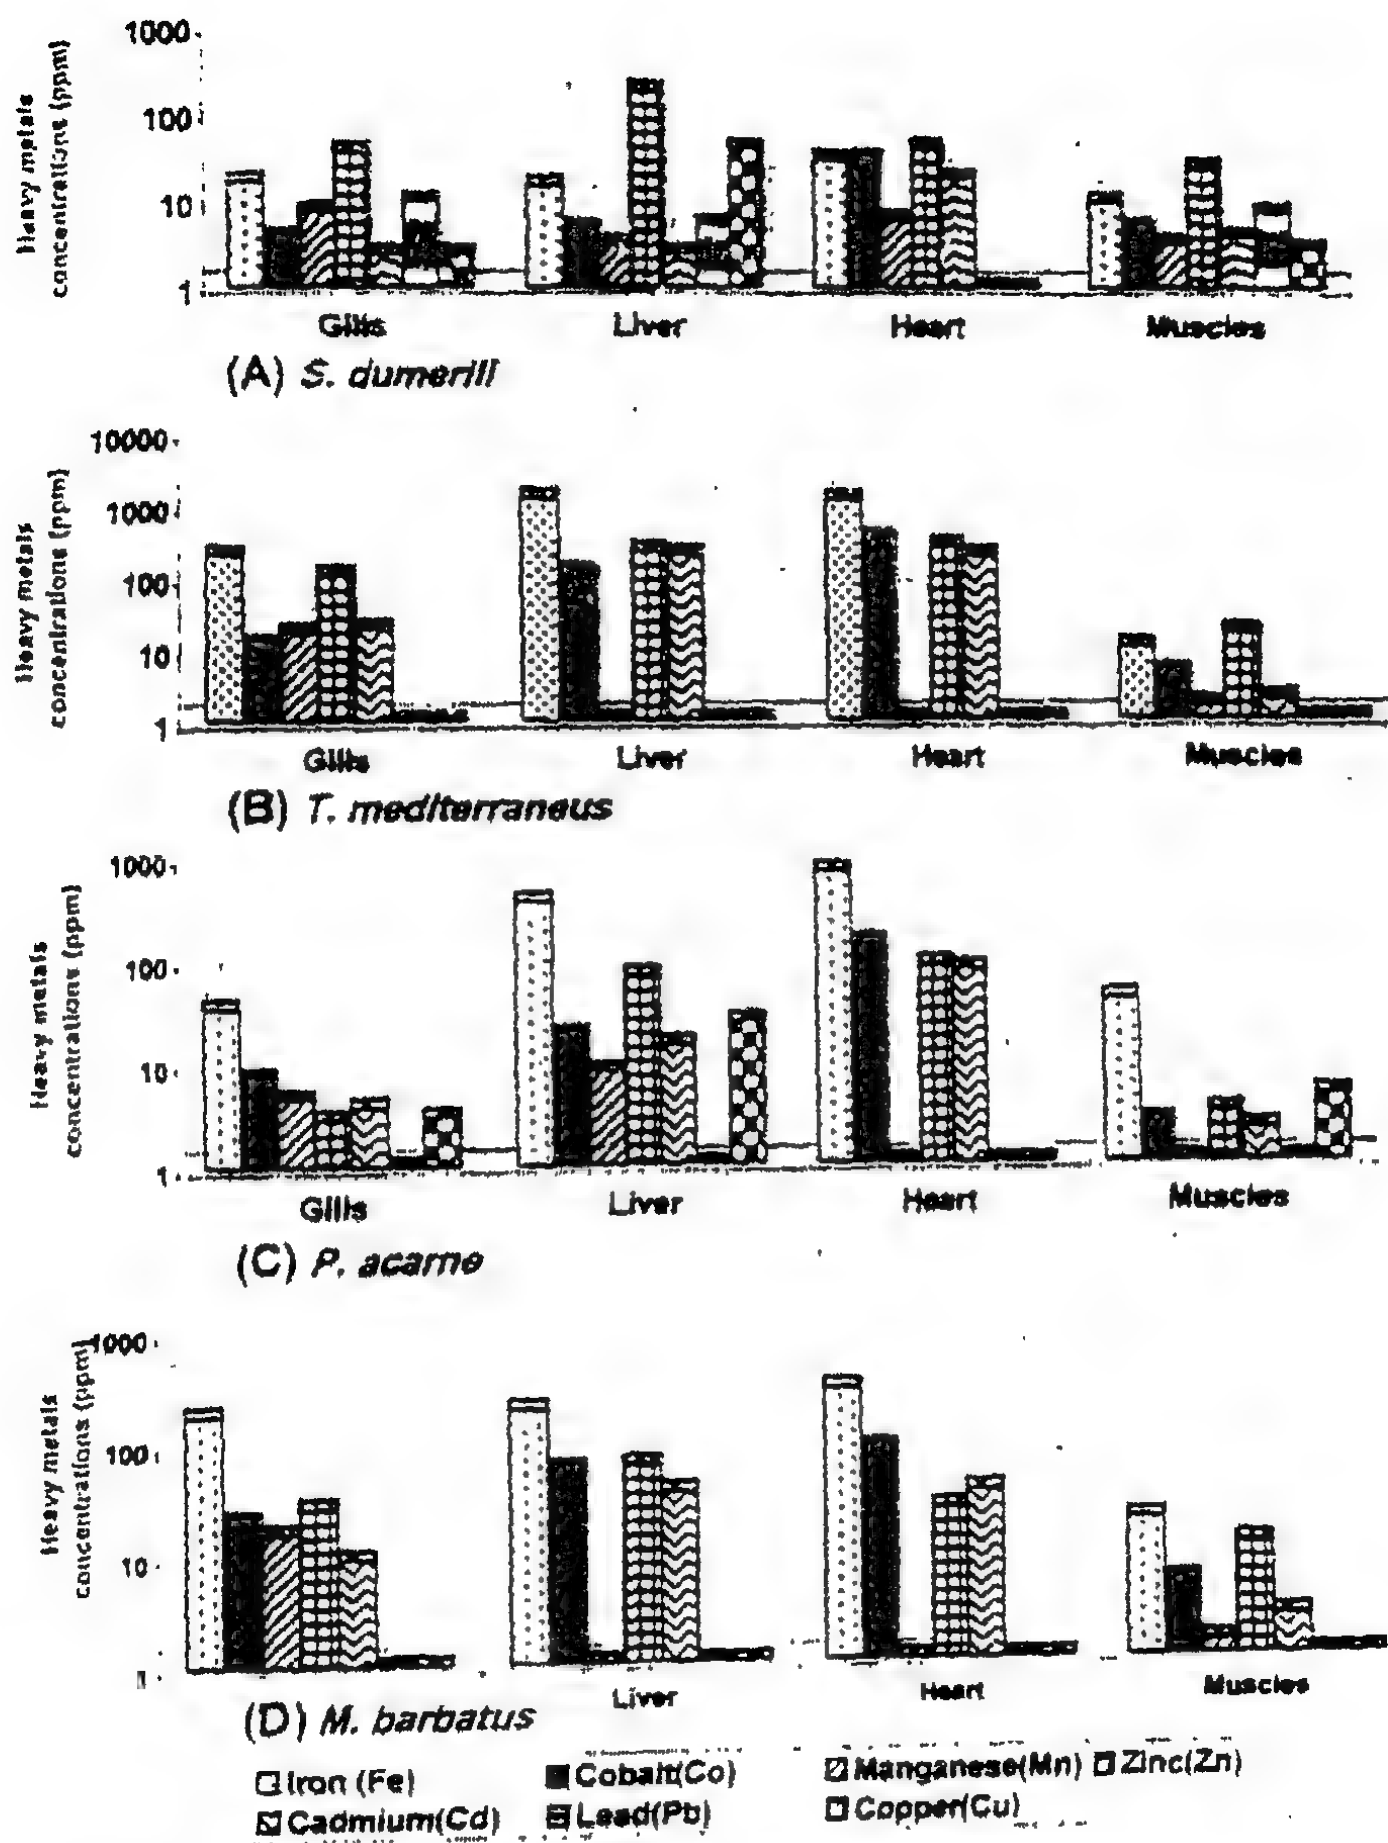 Heavy metals
concentrations (ppm)
1000
100
10
1
Gills Liver Heart Muscles
(A) S. dumerili
Heavy metals
concentrations (ppm)
10000
1000
100
10
1
Gills Liver Heart Muscles
(B) T. mediterraneus
Heavy metals
concentrations (ppm)
1000
100
10
1
Gills Liver Heart Muscles
(C) P. acarne
Heavy metals
concentrations (ppm)
1000
100
10
1
Liver Heart Muscles
(D) M. barbatus
Iron (Fe) Cobalt(Co) Manganese(Mn) Zinc(Zn)
Cadmium(Cd) Lead(Pb) Copper(Cu)